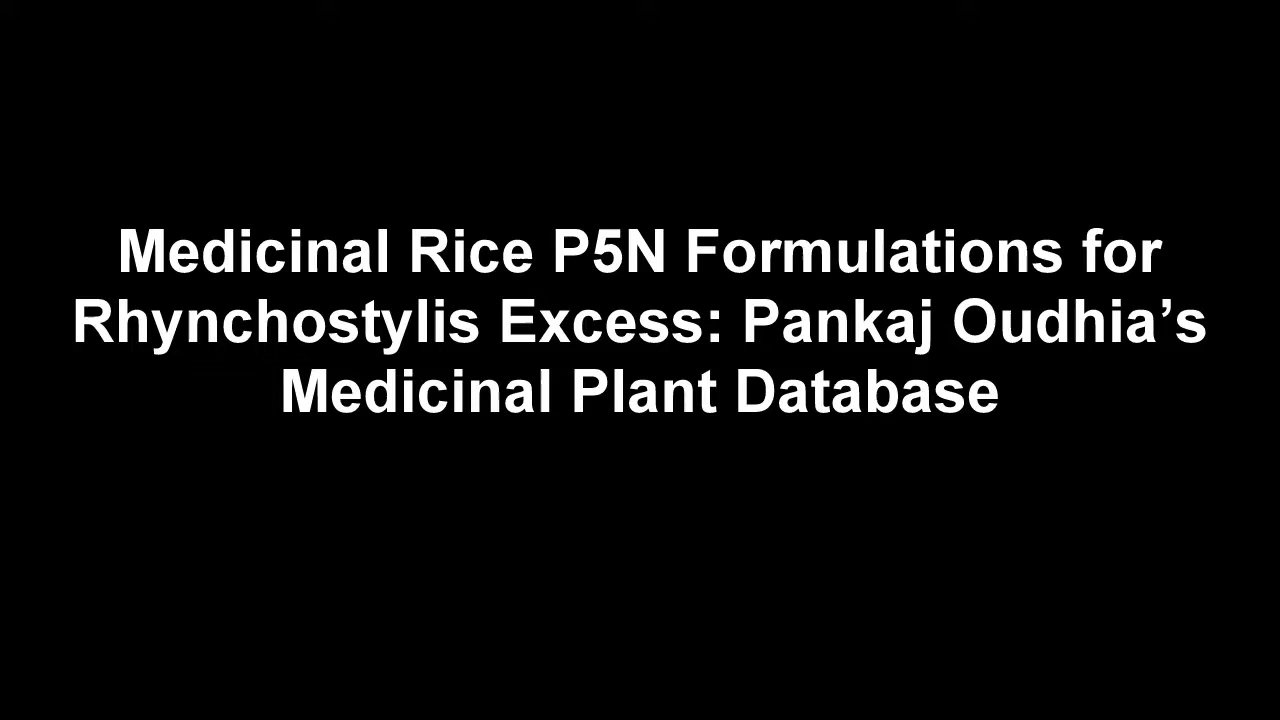 Medicinal Rice P5N Formulations for
Rhynchostylis Excess: Pankaj Oudhia’s
Medicinal Plant Database